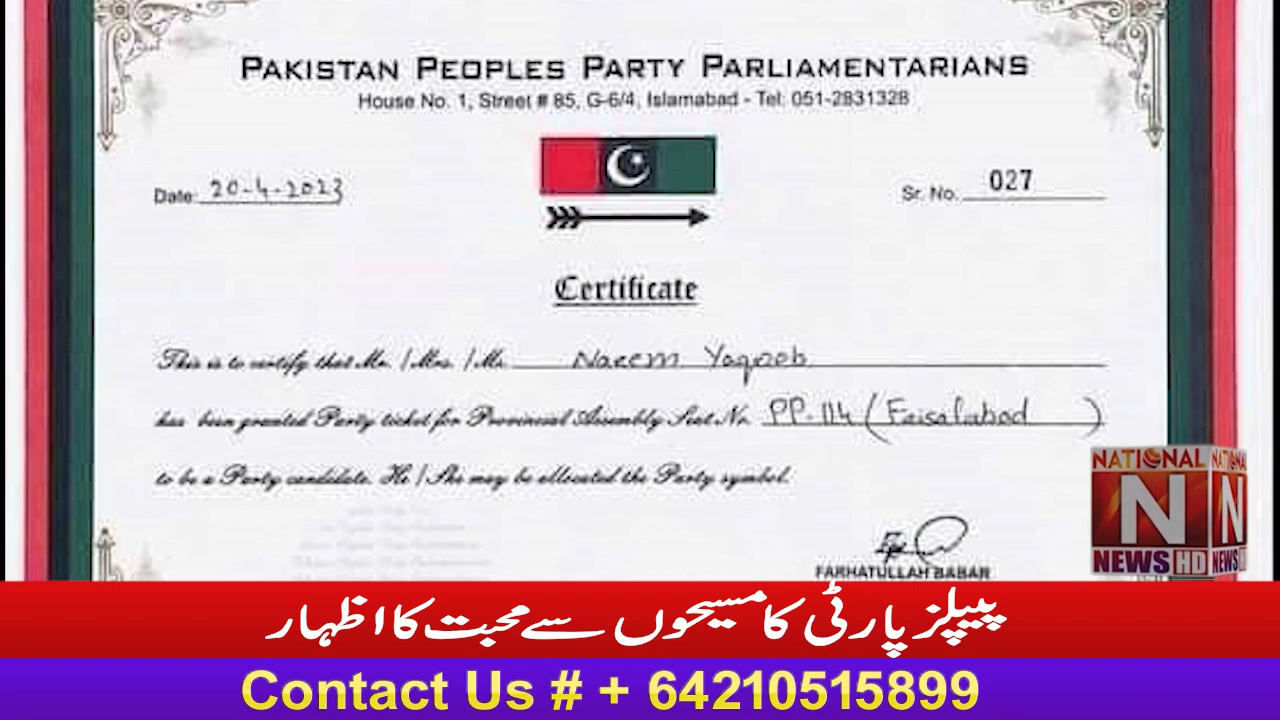 PAKISTAN PEOPLES PARTY PARLIAMENTARIANS
House No. 1, Street # 85, G-6/4, Islamabad - Tel: 051-2831328
Date: 20-4-2023
Sr. No. 027
Certificate
This is to certify that Mr. / Mrs. / Ms. Naeem Yaqoob
has been granted Party ticket for Provincial Assembly Seat No. PP-114 (Faisalabad )
to be a Party candidate. He / She may be allocated the Party symbol.
FARHATULLAH BABAR
NATIONAL NATIONAL
N N
NEWS HD NEWS
پیپلز پارٹی کا مسیحوں سے محبت کا اظہار
Contact Us # + 64210515899